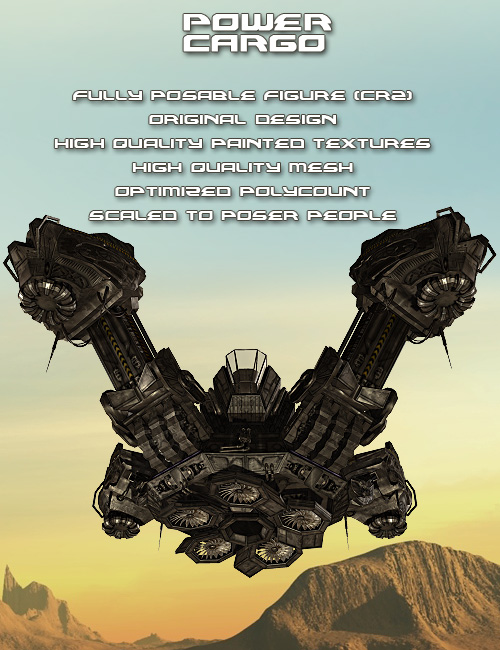 POWER
CARGO
FULLY POSABLE FIGURE (CR2)
ORIGINAL DESIGN
HIGH QUALITY PAINTED TEXTURES
HIGH QUALITY MESH
OPTIMIZED POLYCOUNT
SCALED TO POSER PEOPLE